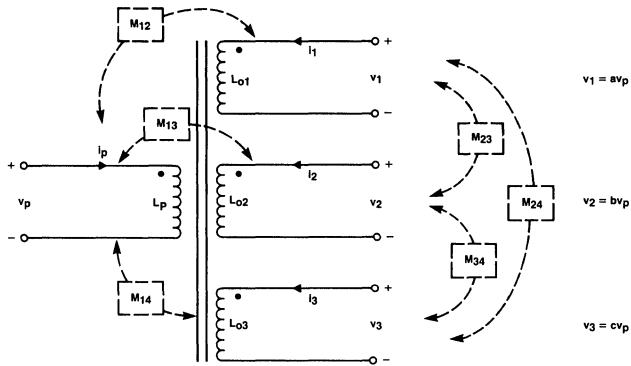 M12
i1
+
Lo1
v1
v1 = avp
−
M13
M23
+
ip
i2
+
vp
Lp
Lo2
v2
M24
v2 = bvp
−
−
M34
M14
i3
+
Lo3
v3
v3 = cvp
−